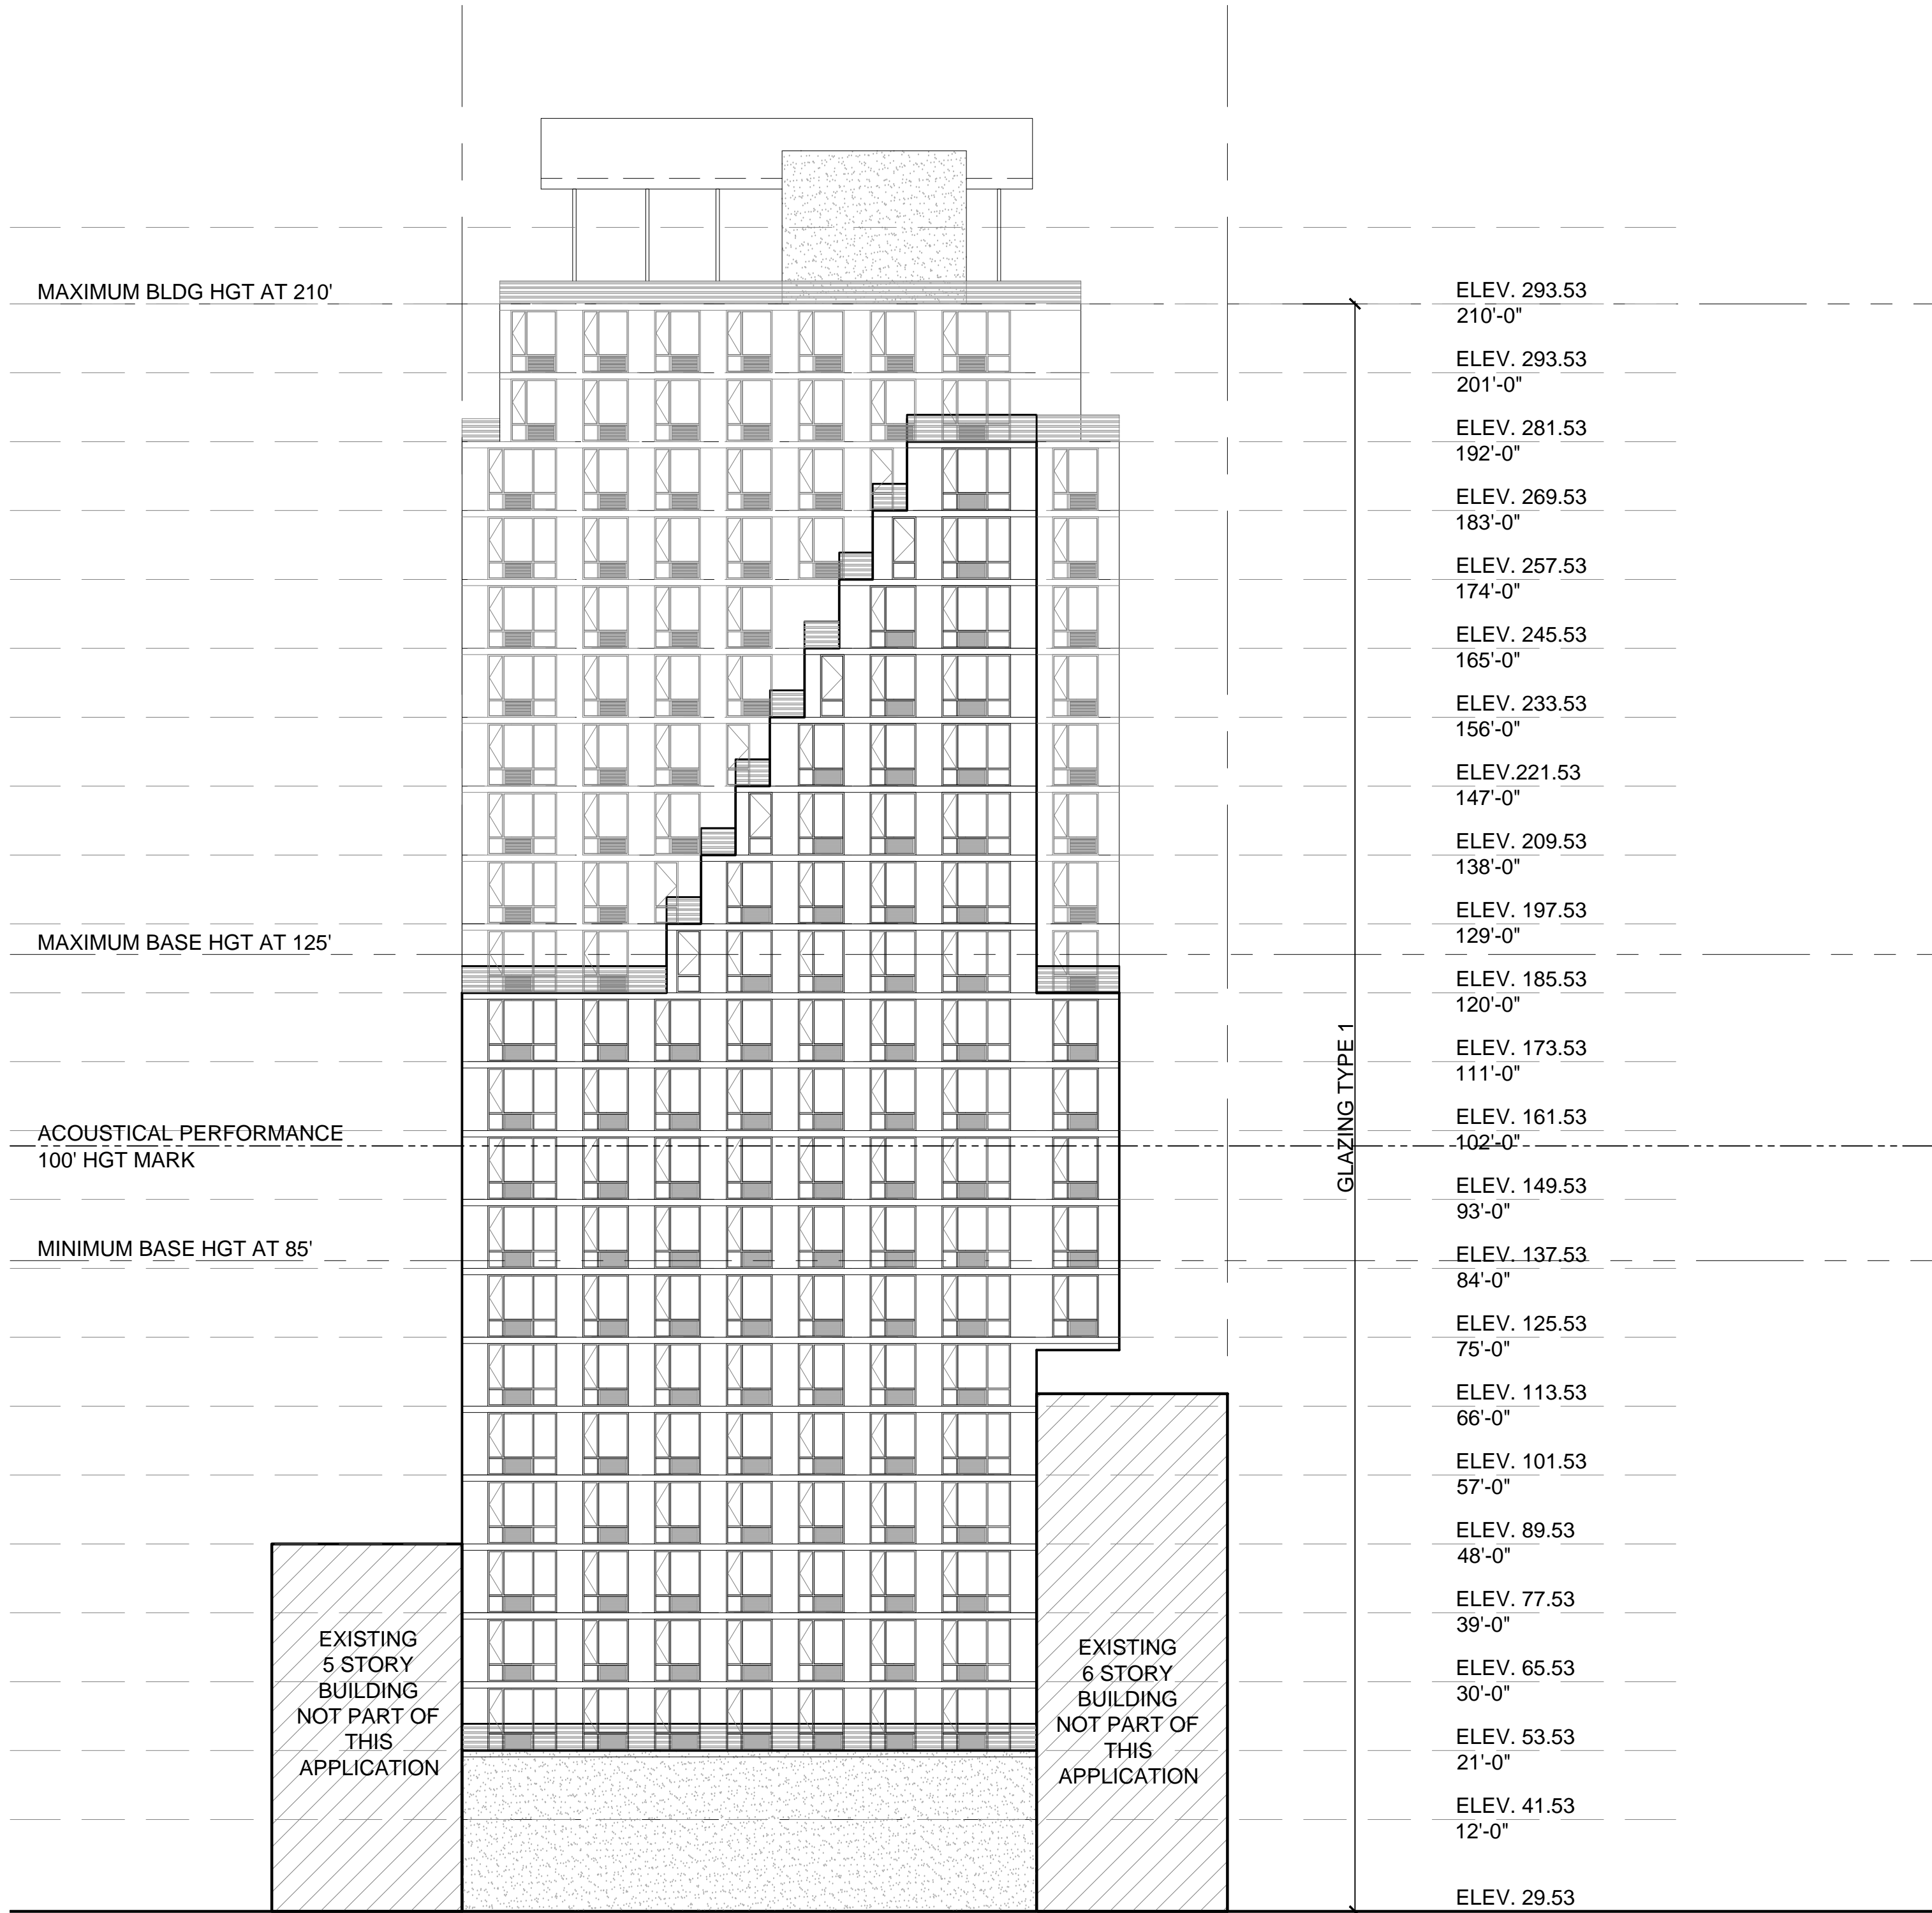 MAXIMUM BLDG HGT AT 210'
MAXIMUM BASE HGT AT 125'
ACOUSTICAL PERFORMANCE
100' HGT MARK
MINIMUM BASE HGT AT 85'
EXISTING
5 STORY
BUILDING
NOT PART OF
THIS
APPLICATION
EXISTING
6 STORY
BUILDING
NOT PART OF
THIS
APPLICATION
GLAZING TYPE 1
ELEV. 293.53
210'-0"
ELEV. 293.53
201'-0"
ELEV. 281.53
192'-0"
ELEV. 269.53
183'-0"
ELEV. 257.53
174'-0"
ELEV. 245.53
165'-0"
ELEV. 233.53
156'-0"
ELEV.221.53
147'-0"
ELEV. 209.53
138'-0"
ELEV. 197.53
129'-0"
ELEV. 185.53
120'-0"
ELEV. 173.53
111'-0"
ELEV. 161.53
102'-0"
ELEV. 149.53
93'-0"
ELEV. 137.53
84'-0"
ELEV. 125.53
75'-0"
ELEV. 113.53
66'-0"
ELEV. 101.53
57'-0"
ELEV. 89.53
48'-0"
ELEV. 77.53
39'-0"
ELEV. 65.53
30'-0"
ELEV. 53.53
21'-0"
ELEV. 41.53
12'-0"
ELEV. 29.53